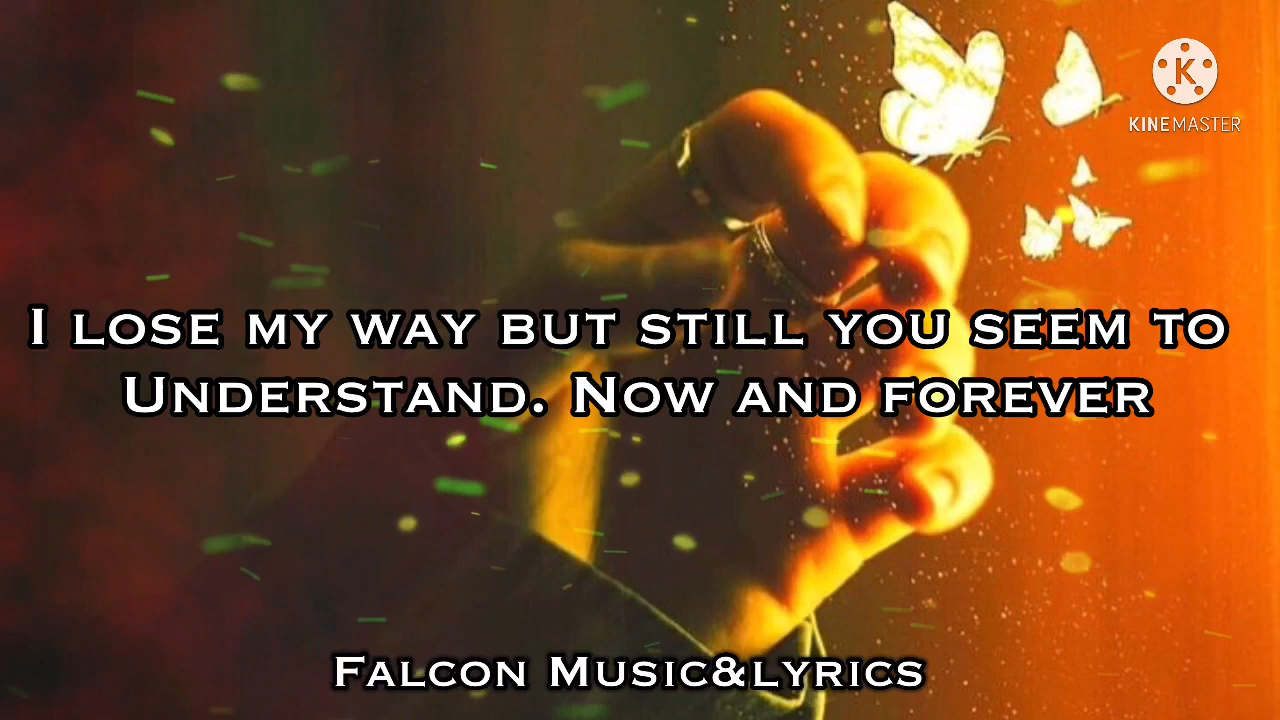 K
KINEMASTER
I LOSE MY WAY BUT STILL YOU SEEM TO
UNDERSTAND. NOW AND FOREVER
FALCON MUSIC&LYRICS